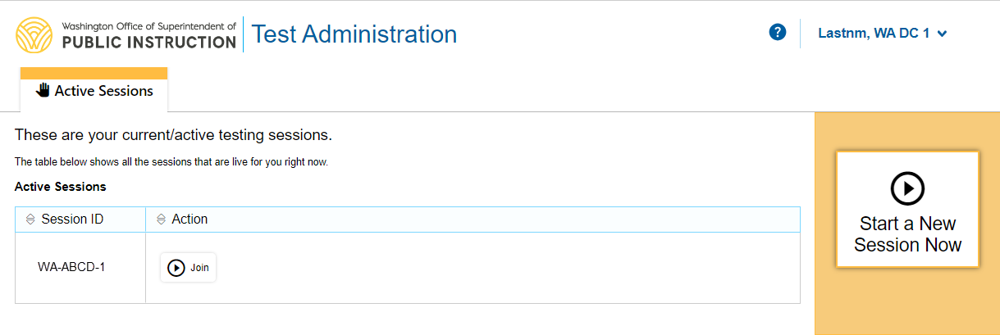 Washington Office of Superintendent of
PUBLIC INSTRUCTION
Test Administration
?
Lastnm, WA DC 1
Active Sessions
These are your current/active testing sessions.
The table below shows all the sessions that are live for you right now.
Active Sessions
Session ID
Action
WA-ABCD-1
Join
Start a New
Session Now